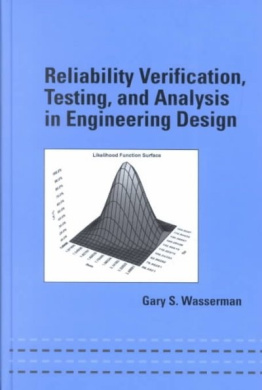 Reliability Verification,
Testing, and Analysis
in Engineering Design
Likelihood Function Surface
Gary S. Wasserman